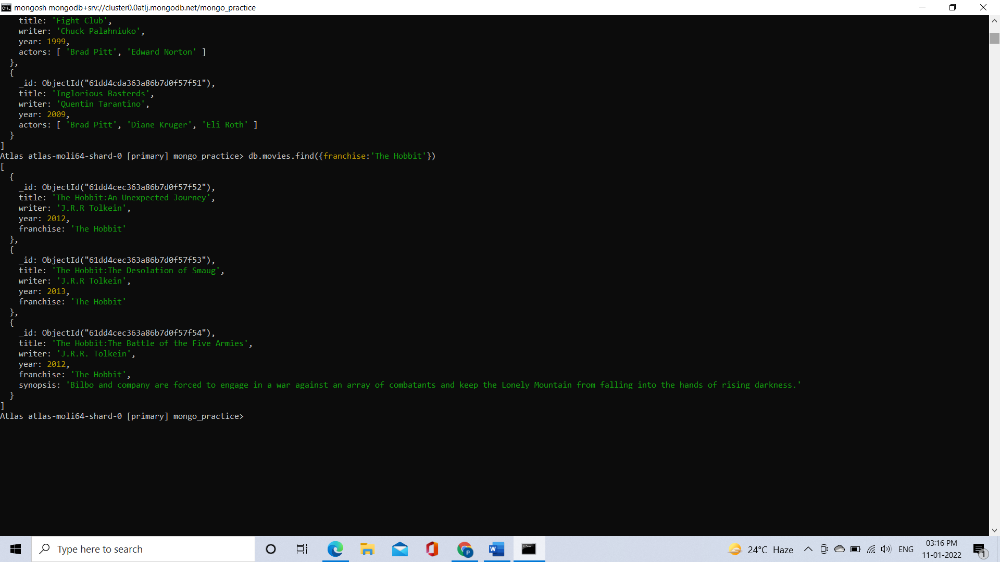 mongosh mongodb+srv://cluster0.0atlj.mongodb.net/mongo_practice
    title: 'Fight Club',
    writer: 'Chuck Palahniuko',
    year: 1999,
    actors: [ 'Brad Pitt', 'Edward Norton' ]
  },
  {
    _id: ObjectId("61dd4cda363a86b7d0f57f51"),
    title: 'Inglorious Basterds',
    writer: 'Quentin Tarantino',
    year: 2009,
    actors: [ 'Brad Pitt', 'Diane Kruger', 'Eli Roth' ]
  }
]
Atlas atlas-moli64-shard-0 [primary] mongo_practice> db.movies.find({franchise:'The Hobbit'})
[
  {
    _id: ObjectId("61dd4cec363a86b7d0f57f52"),
    title: 'The Hobbit:An Unexpected Journey',
    writer: 'J.R.R Tolkein',
    year: 2012,
    franchise: 'The Hobbit'
  },
  {
    _id: ObjectId("61dd4cec363a86b7d0f57f53"),
    title: 'The Hobbit:The Desolation of Smaug',
    writer: 'J.R.R Tolkein',
    year: 2013,
    franchise: 'The Hobbit'
  },
  {
    _id: ObjectId("61dd4cec363a86b7d0f57f54"),
    title: 'The Hobbit:The Battle of the Five Armies',
    writer: 'J.R.R. Tolkein',
    year: 2012,
    franchise: 'The Hobbit',
    synopsis: 'Bilbo and company are forced to engage in a war against an array of combatants and keep the Lonely Mountain from falling into the hands of rising darkness.'
  }
]
Atlas atlas-moli64-shard-0 [primary] mongo_practice>
Type here to search
24°C Haze
ENG
03:16 PM
11-01-2022
1